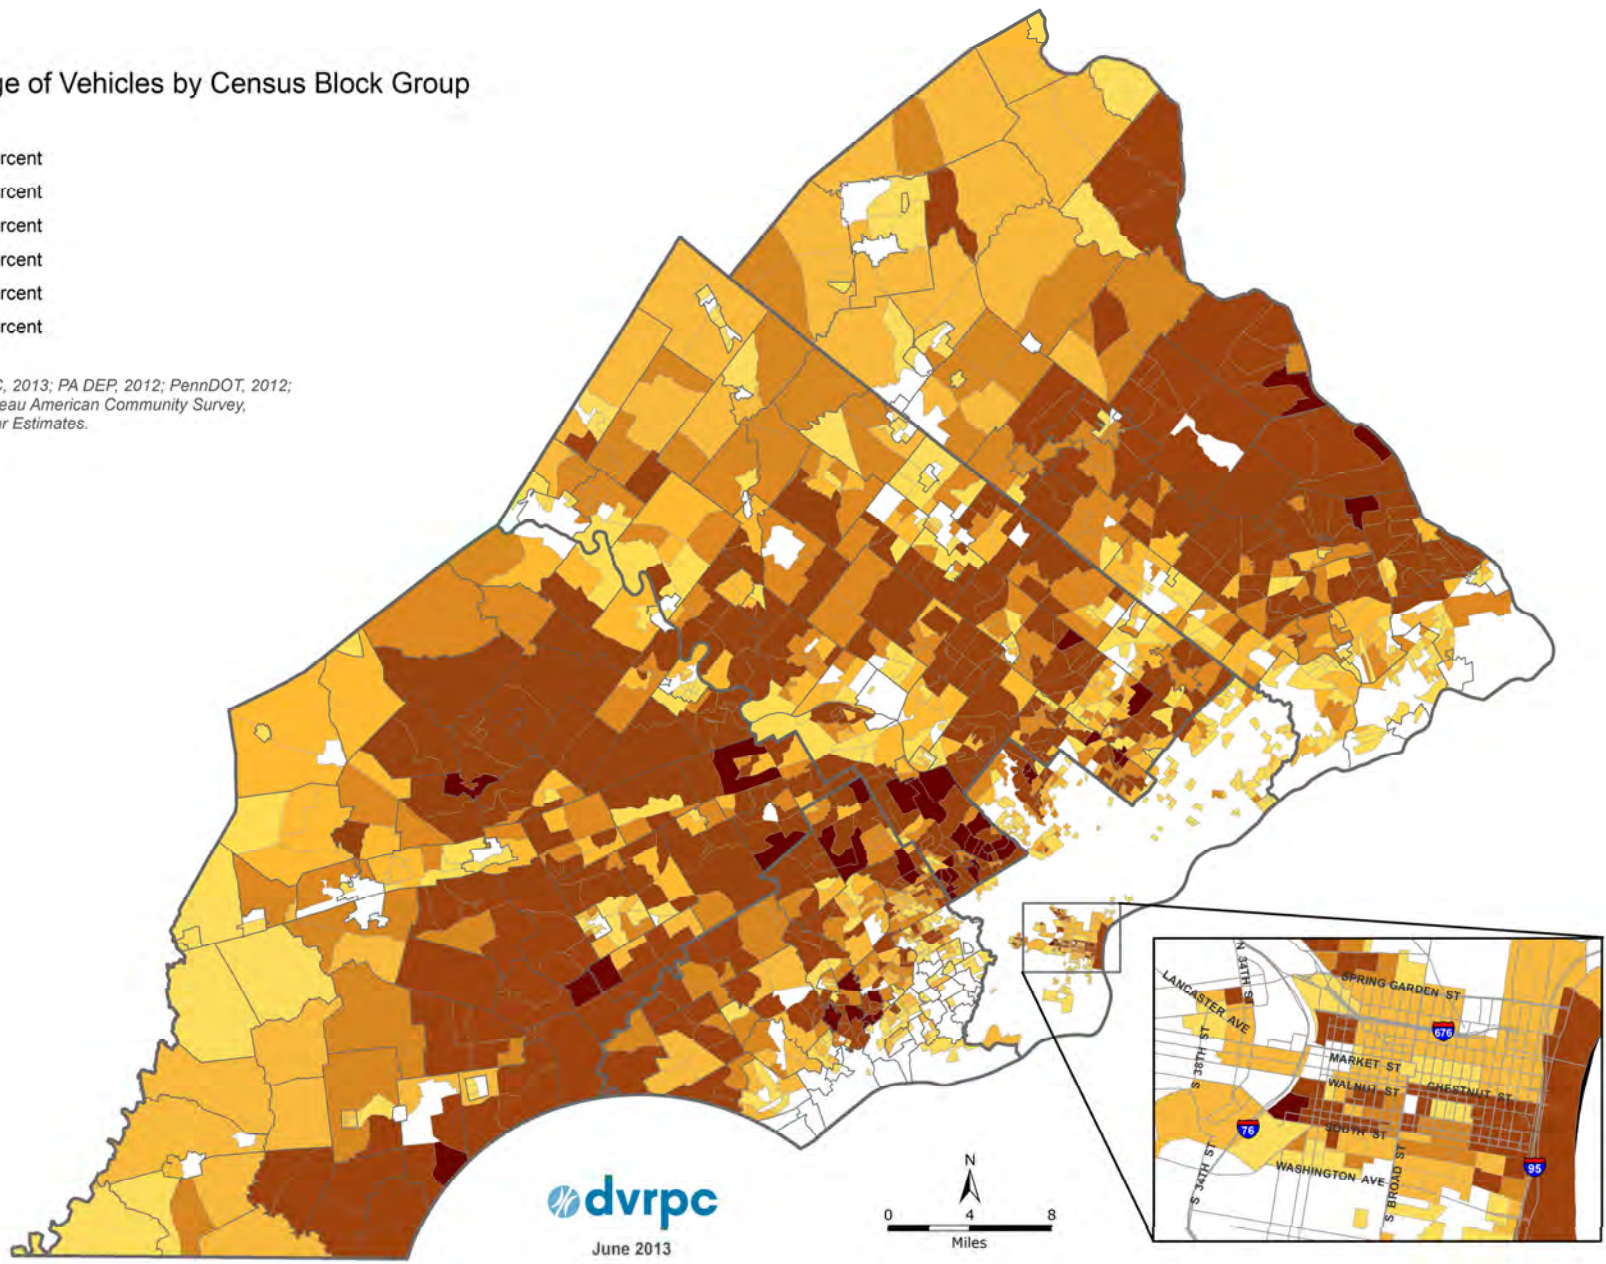 ge of Vehicles by Census Block Group
rcent
rcent
rcent
rcent
rcent
rcent
C, 2013; PA DEP, 2012; PennDOT, 2012;
eau American Community Survey,
ar Estimates.
dvrpc
June 2013
N
0 4 8
Miles
N 34TH ST
LANCASTER AVE
SPRING GARDEN ST
676
S 38TH ST
MARKET ST
WALNUT ST
CHESTNUT ST
76
SOUTH ST
95
S 34TH ST
WASHINGTON AVE
S BROAD ST